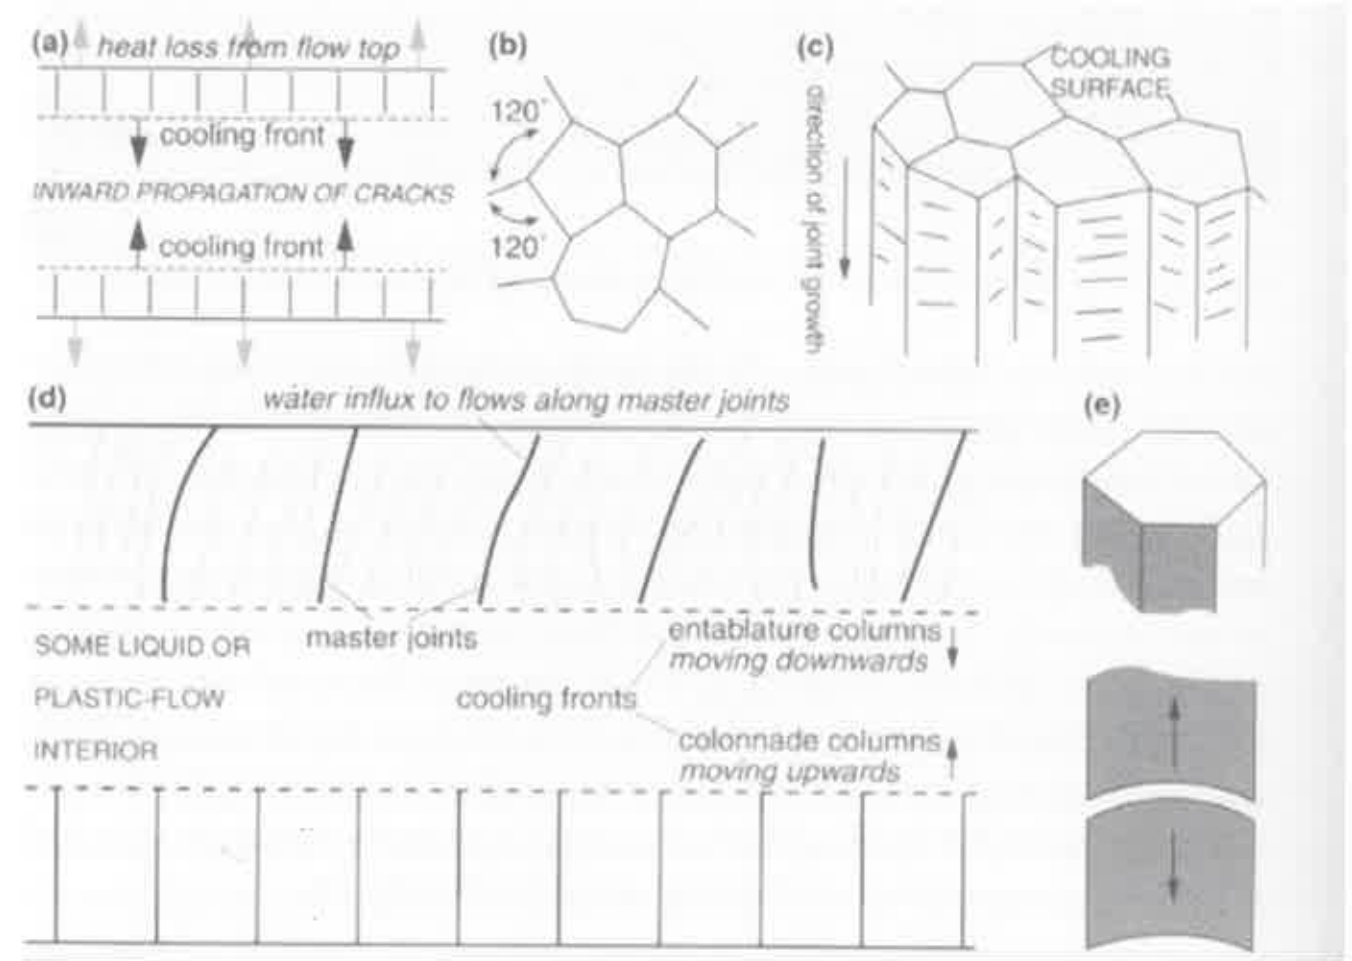 (a)
heat loss from flow top
cooling front
INWARD PROPAGATION OF CRACKS
cooling front
(b)
120°
120°
(c)
COOLING
SURFACE
direction of joint growth
(d)
water influx to flows along master joints
master joints
SOME LIQUID OR
PLASTIC-FLOW
INTERIOR
entablature columns
moving downwards
cooling fronts
colonnade columns
moving upwards
(e)